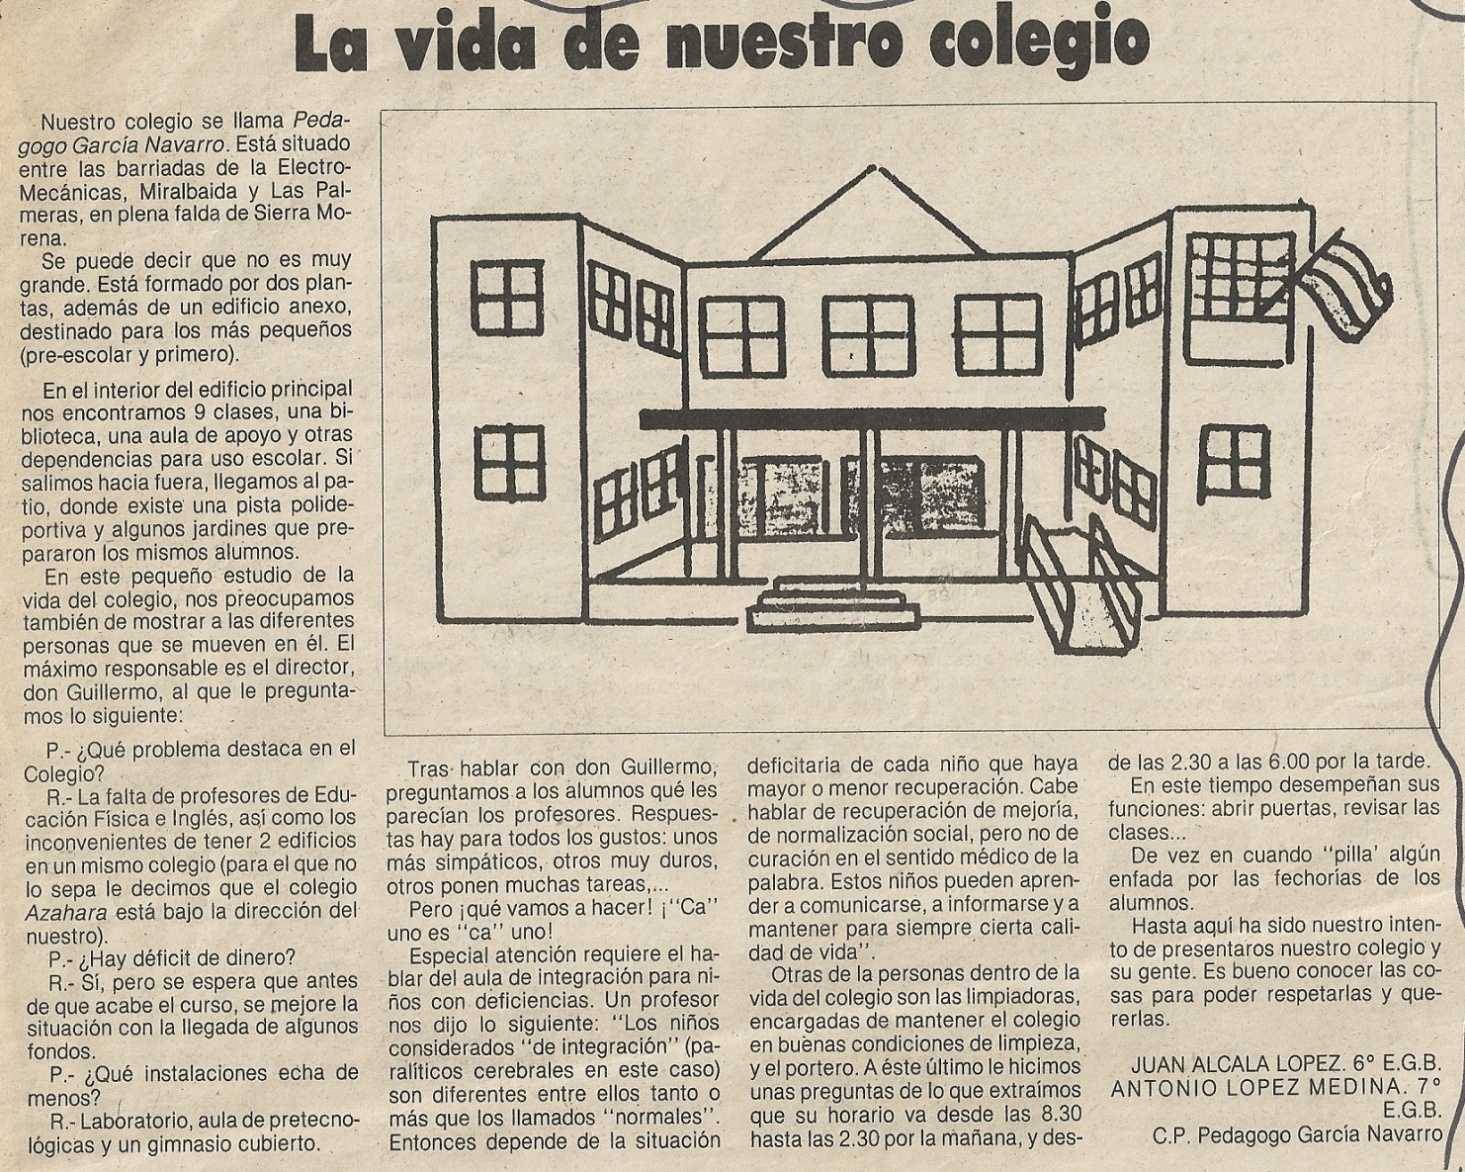 La vida de nuestro colegio
Nuestro colegio se llama Peda-
gogo García Navarro. Está situado
entre las barriadas de la Electro-
Mecánicas, Miralbaida y Las Pal-
meras, en plena falda de Sierra Mo-
rena.
Se puede decir que no es muy
grande. Está formado por dos plan-
tas, además de un edificio anexo,
destinado para los más pequeños
(pre-escolar y primero).
En el interior del edificio principal
nos encontramos 9 clases, una bi-
blioteca, una aula de apoyo y otras
dependencias para uso escolar. Si
salimos hacia fuera, llegamos al pa-
tio, donde existe una pista polide-
portiva y algunos jardines que pre-
pararon los mismos alumnos.
En este pequeño estudio de la
vida del colegio, nos preocupamos
también de mostrar a las diferentes
personas que se mueven en él. El
máximo responsable es el director,
don Guillermo, al que le pregunta-
mos lo siguiente:
P.- ¿Qué problema destaca en el
Colegio?
R.- La falta de profesores de Edu-
cación Física e Inglés, así como los
inconvenientes de tener 2 edificios
en un mismo colegio (para el que no
lo sepa le decimos que el colegio
Azahara está bajo la dirección del
nuestro).
P.- ¿Hay déficit de dinero?
R.- Sí, pero se espera que antes
de que acabe el curso, se mejore la
situación con la llegada de algunos
fondos.
P.- ¿Qué instalaciones echa de
menos?
R.- Laboratorio, aula de pretecno-
lógicas y un gimnasio cubierto.
Tras hablar con don Guillermo,
preguntamos a los alumnos qué les
parecían los profesores. Respues-
tas hay para todos los gustos: unos
más simpáticos, otros muy duros,
otros ponen muchas tareas,...
Pero ¡qué vamos a hacer! ¡"Ca"
uno es "ca" uno!
Especial atención requiere el ha-
blar del aula de integración para ni-
ños con deficiencias. Un profesor
nos dijo lo siguiente: "Los niños
considerados "de integración" (pa-
ralíticos cerebrales en este caso)
son diferentes entre ellos tanto o
más que los llamados "normales".
Entonces depende de la situación
deficitaria de cada niño que haya
mayor o menor recuperación. Cabe
hablar de recuperación de mejoría,
de normalización social, pero no de
curación en el sentido médico de la
palabra. Estos niños pueden apren-
der a comunicarse, a informarse y a
mantener para siempre cierta cali-
dad de vida".
Otras de la personas dentro de la
vida del colegio son las limpiadoras,
encargadas de mantener el colegio
en buenas condiciones de limpieza,
y el portero. A éste último le hicimos
unas preguntas de lo que extraímos
que su horario va desde las 8.30
hasta las 2.30 por la mañana, y des-
de las 2.30 a las 6.00 por la tarde.
En este tiempo desempeñan sus
funciones: abrir puertas, revisar las
clases...
De vez en cuando "pilla' algún
enfada por las fechorías de los
alumnos.
Hasta aquí ha sido nuestro inten-
to de presentaros nuestro colegio y
su gente. Es bueno conocer las co-
sas para poder respetarlas y que-
rerlas.
JUAN ALCALA LOPEZ. 6º E.G.B.
ANTONIO LOPEZ MEDINA. 7º
E.G.B.
C.P. Pedagogo García Navarro